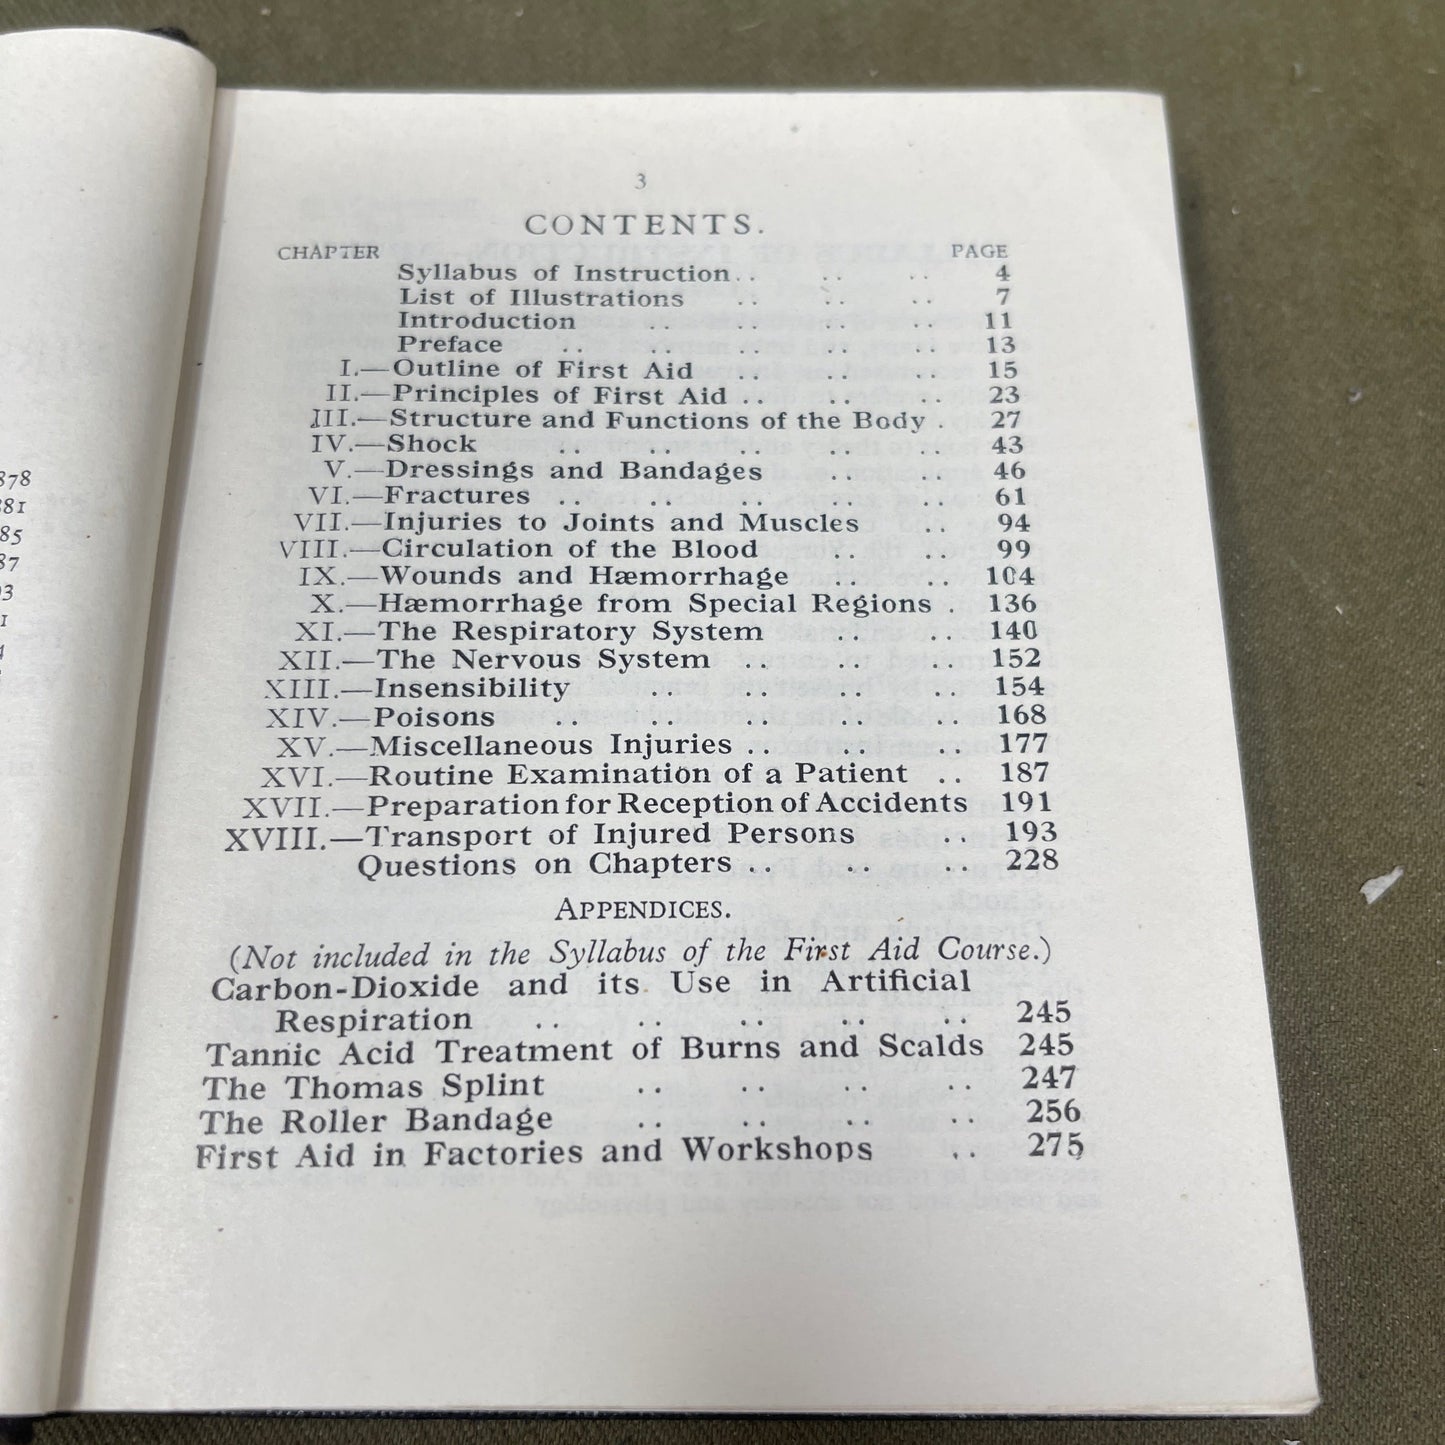 878
881
85
87
93
1
4
3
CONTENTS.
CHAPTER PAGE
Syllabus of Instruction.. .. .. 4
List of Illustrations .. .. .. 7
Introduction .. .. .. .. 11
Preface .. .. .. .. .. 13
I.—Outline of First Aid .. .. .. 15
II.—Principles of First Aid .. .. .. 23
III.—Structure and Functions of the Body . 27
IV.—Shock .. .. .. .. .. 43
V.—Dressings and Bandages .. .. 46
VI.—Fractures .. .. .. .. .. 61
VII.—Injuries to Joints and Muscles .. 94
VIII.—Circulation of the Blood .. .. 99
IX.—Wounds and Hæmorrhage .. .. 104
X.—Hæmorrhage from Special Regions . 136
XI.—The Respiratory System .. .. 140
XII.—The Nervous System .. .. .. 152
XIII.—Insensibility .. .. .. .. 154
XIV.—Poisons .. .. .. .. .. 168
XV.—Miscellaneous Injuries .. .. .. 177
XVI.—Routine Examination of a Patient .. 187
XVII.—Preparation for Reception of Accidents 191
XVIII.—Transport of Injured Persons .. 193
Questions on Chapters .. .. .. 228
APPENDICES.
(Not included in the Syllabus of the First Aid Course.)
Carbon-Dioxide and its Use in Artificial
Respiration .. .. .. .. .. 245
Tannic Acid Treatment of Burns and Scalds 245
The Thomas Splint .. .. .. .. 247
The Roller Bandage .. .. .. .. 256
First Aid in Factories and Workshops .. 275